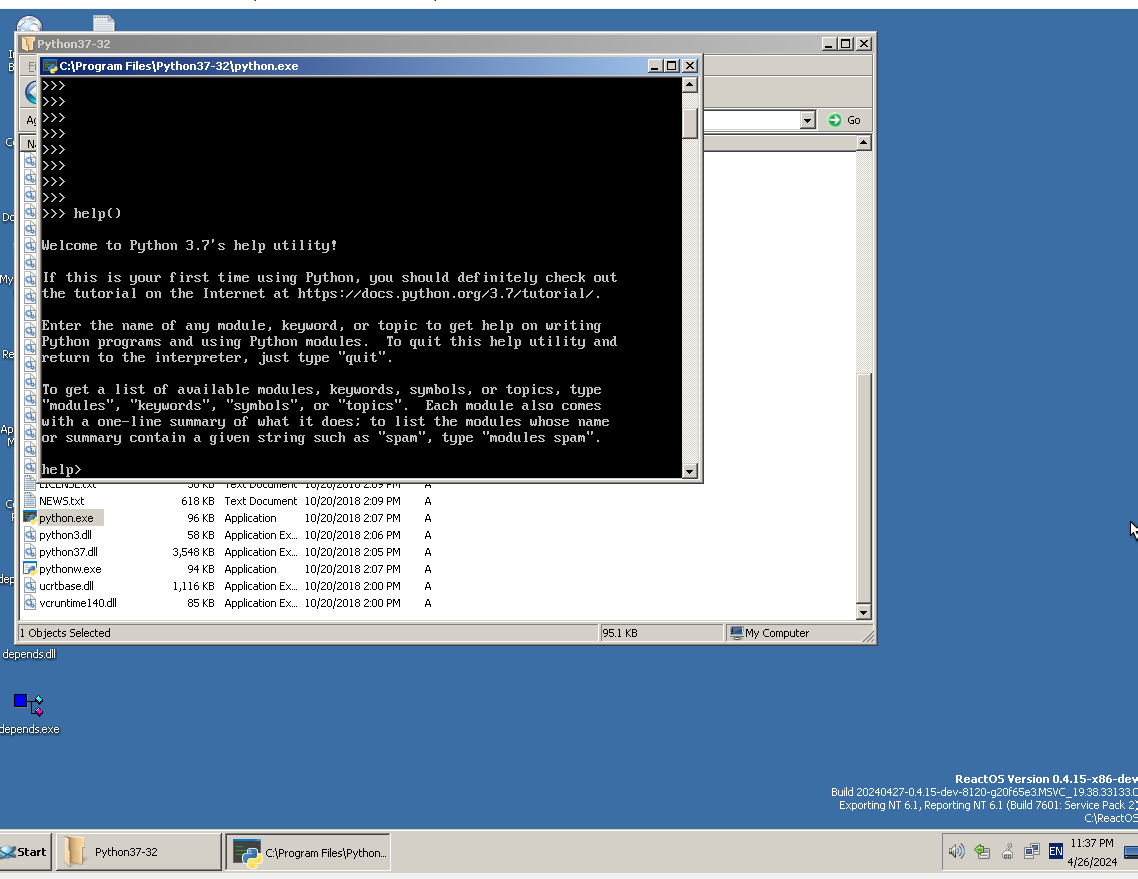 Python37-32
C:\Program Files\Python37-32\python.exe
>>>
>>>
>>>
>>>
>>>
>>>
>>>
>>>
>>> help()
Welcome to Python 3.7's help utility!
If this is your first time using Python, you should definitely check out
the tutorial on the Internet at https://docs.python.org/3.7/tutorial/.
Enter the name of any module, keyword, or topic to get help on writing
Python programs and using Python modules.  To quit this help utility and
return to the interpreter, just type "quit".
To get a list of available modules, keywords, symbols, or topics, type
"modules", "keywords", "symbols", or "topics".  Each module also comes
with a one-line summary of what it does; to list the modules whose name
or summary contain a given string such as "spam", type "modules spam".
help>
Go
LICENSE.txt Text Document 10/20/2018 2:09 PM A
NEWS.txt 618 KB Text Document 10/20/2018 2:09 PM A
python.exe 96 KB Application 10/20/2018 2:07 PM A
python3.dll 58 KB Application Ex... 10/20/2018 2:06 PM A
python37.dll 3,548 KB Application Ex... 10/20/2018 2:05 PM A
pythonw.exe 94 KB Application 10/20/2018 2:07 PM A
ucrtbase.dll 1,116 KB Application Ex... 10/20/2018 2:00 PM A
vcruntime140.dll 85 KB Application Ex... 10/20/2018 2:00 PM A
1 Objects Selected 95.1 KB My Computer
depends.dll
depends.exe
ReactOS Version 0.4.15-x86-dev
Build 20240427-0.4.15-dev-8120-g20f65e3.MSVC_19.38.33133.0
Exporting NT 6.1, Reporting NT 6.1 (Build 7601: Service Pack 2)
C:\ReactOS
Start Python37-32 C:\Program Files\Python... EN 11:37 PM
4/26/2024